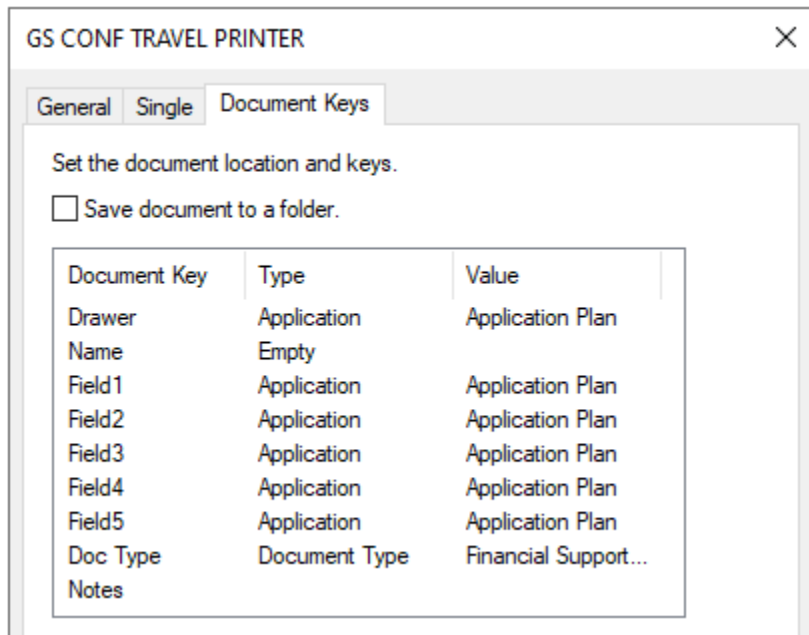 GS CONF TRAVEL PRINTER
General Single Document Keys
Set the document location and keys.
Save document to a folder.
Document Key Type Value
Drawer Application Application Plan
Name Empty
Field1 Application Application Plan
Field2 Application Application Plan
Field3 Application Application Plan
Field4 Application Application Plan
Field5 Application Application Plan
Doc Type Document Type Financial Support...
Notes